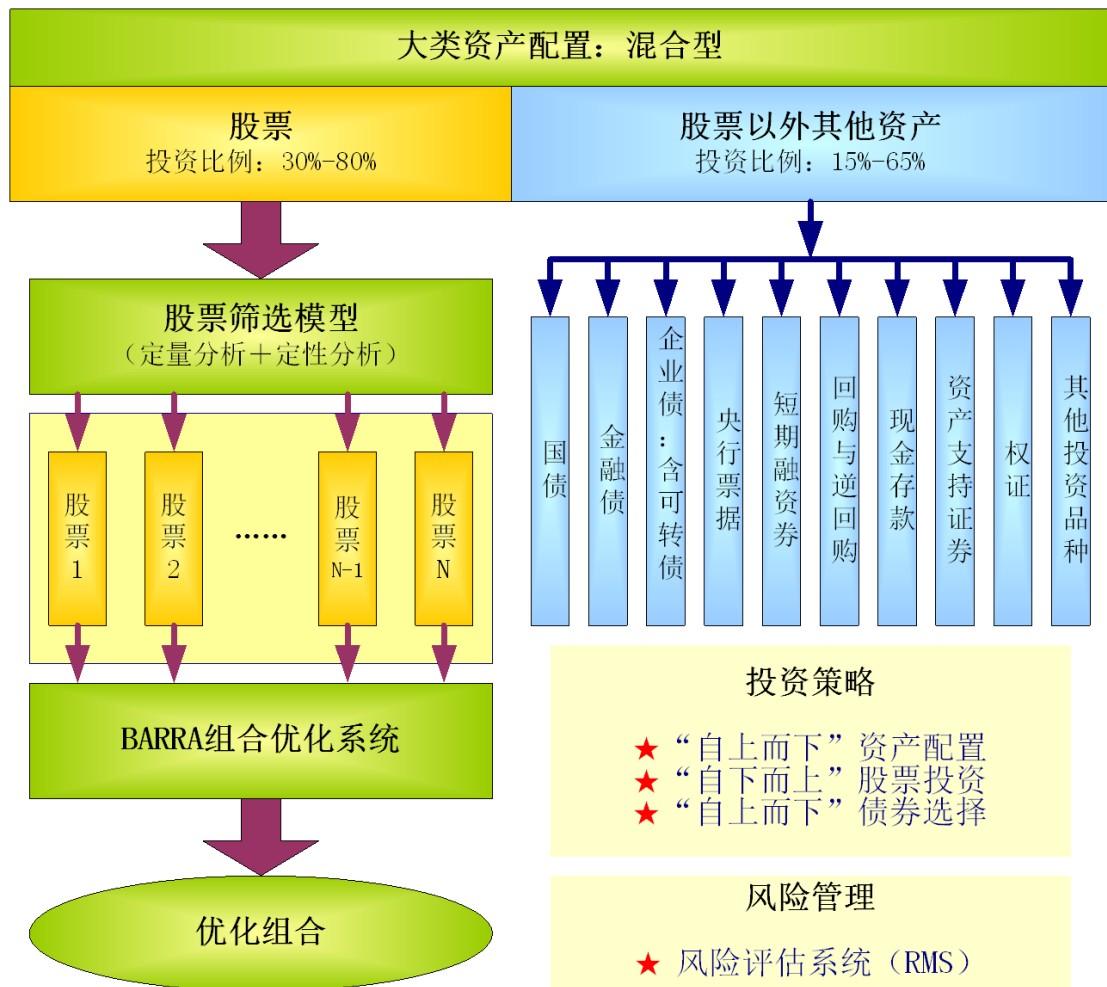 大类资产配置：混合型
股票
投资比例：30%-80%
股票以外其他资产
投资比例：15%-65%
股票筛选模型
（定量分析＋定性分析）
股票1
股票2
……
股票N-1
股票N
BARRA组合优化系统
优化组合
国债
金融债
企业债：含可转债
央行票据
短期融资券
回购与逆回购
现金存款
资产支持证券
权证
其他投资品种
投资策略
★ “自上而下”资产配置
★ “自下而上”股票投资
★ “自上而下”债券选择
风险管理
★ 风险评估系统（RMS）